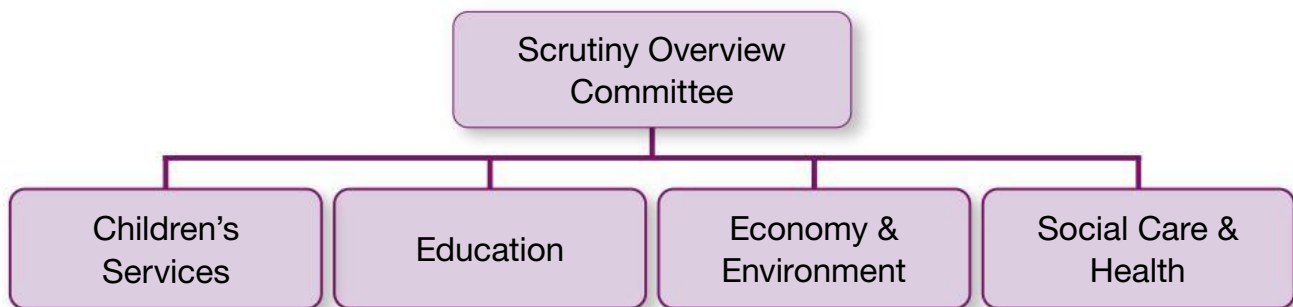 Scrutiny Overview
Committee
Children’s
Services
Education
Economy &
Environment
Social Care &
Health